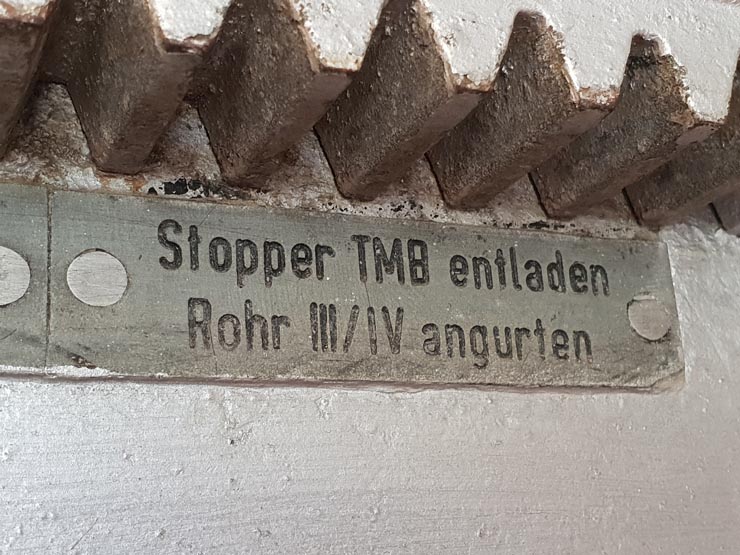 Stopper TMB entladen
Rohr III/IV angurten